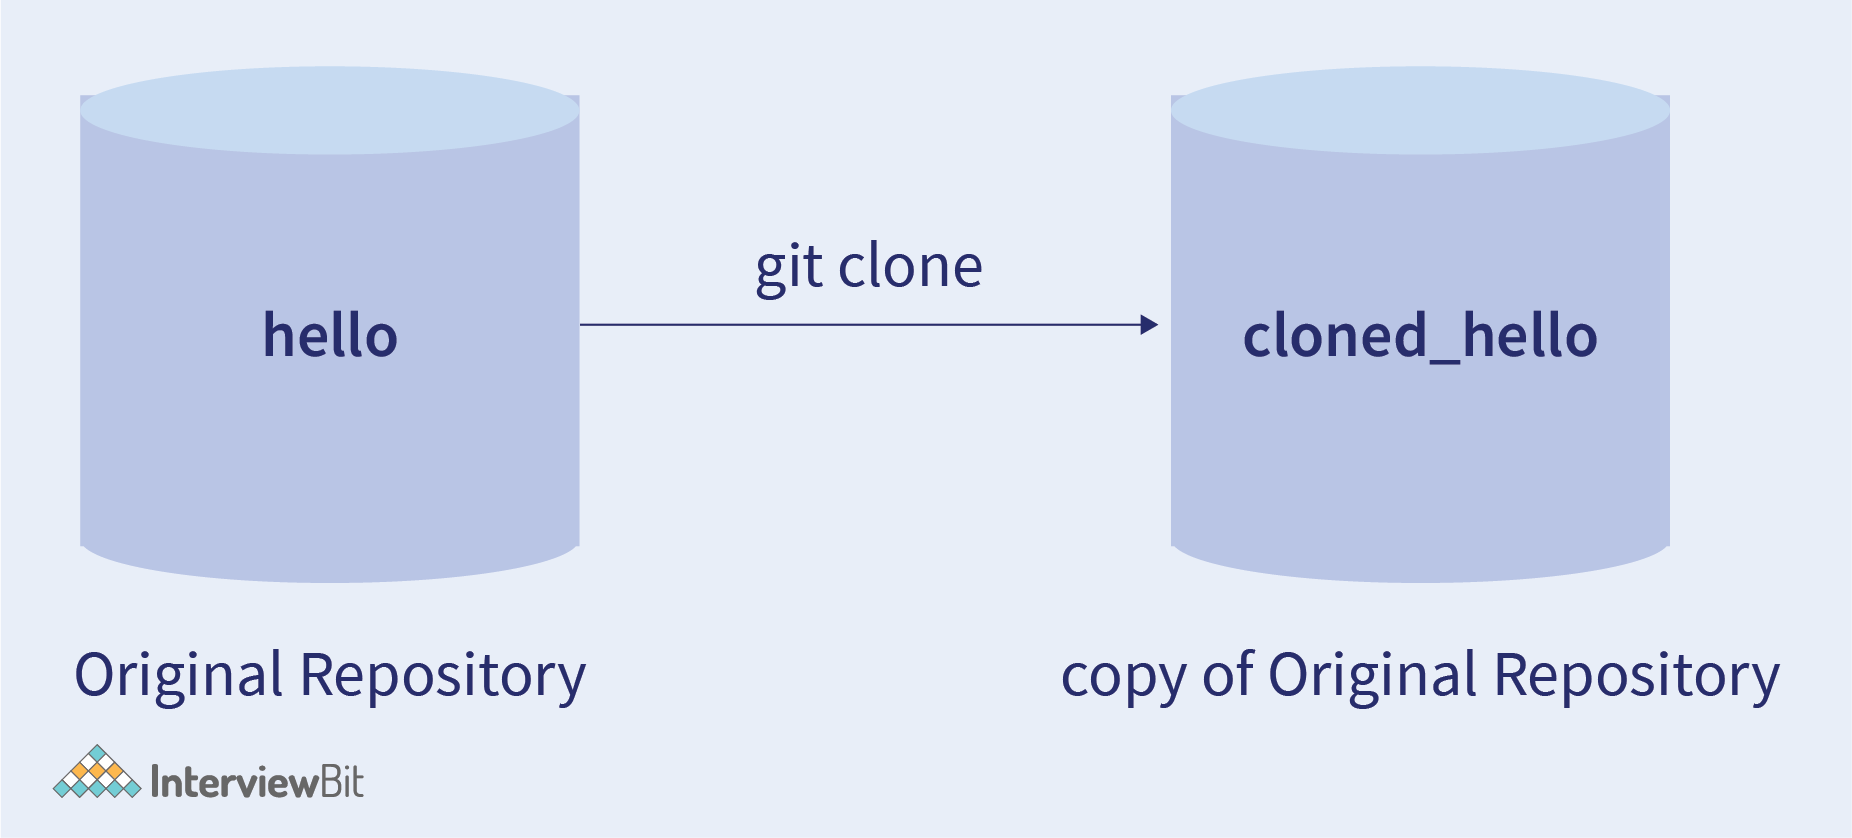 git clone
hello
cloned_hello
Original Repository
copy of Original Repository
InterviewBit